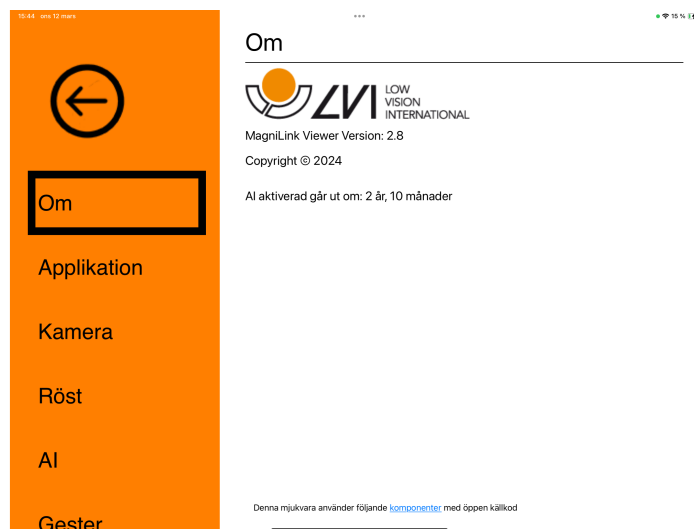 15:44 ons 12 mars
15 %
Om
LVI LOW
VISION
INTERNATIONAL
MagniLink Viewer Version: 2.8
Copyright © 2024
AI aktiverad går ut om: 2 år, 10 månader
Om
Applikation
Kamera
Röst
AI
Gester
Denna mjukvara använder följande komponenter med öppen källkod